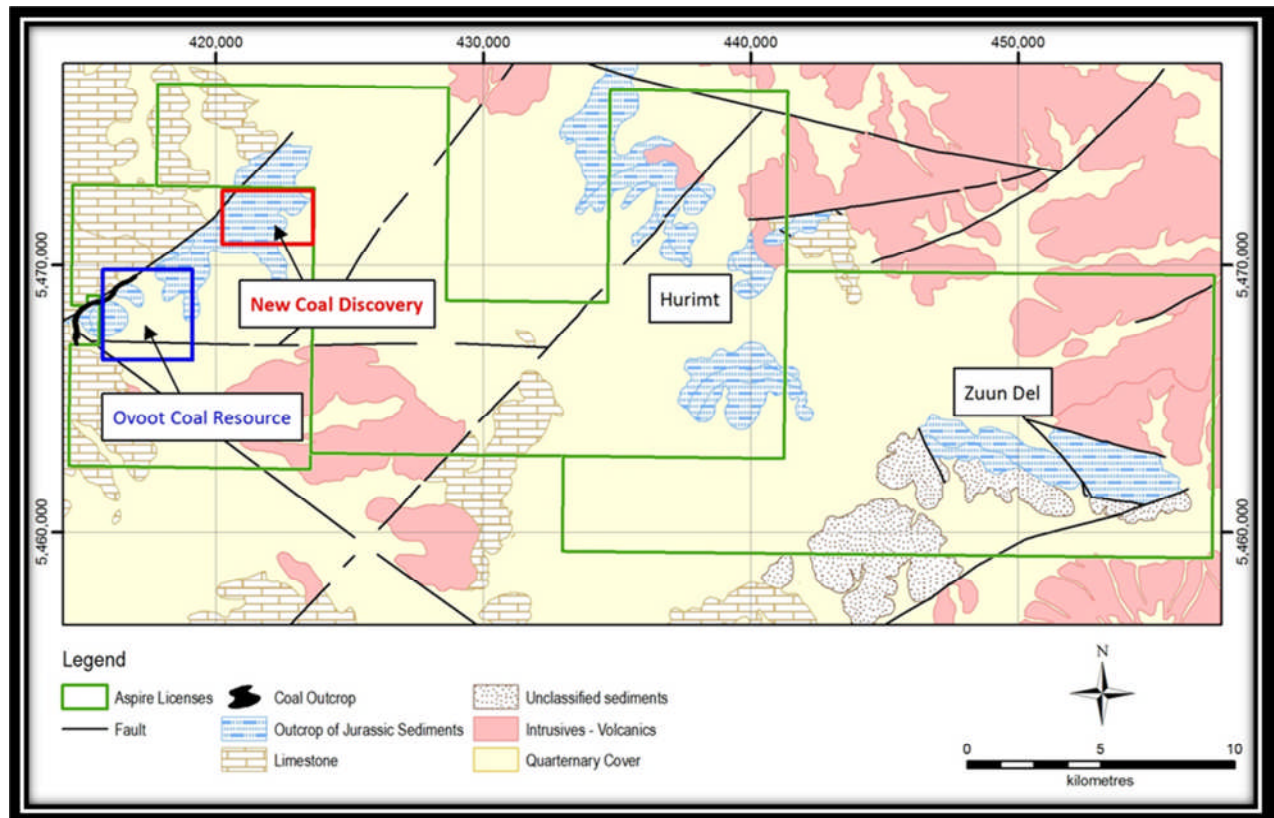 420,000
430,000
440,000
450,000
5,470,000
5,470,000
New Coal Discovery
Hurimt
Ovoot Coal Resource
Zuun Del
5,460,000
5,460,000
Legend
Aspire Licenses
Coal Outcrop
Unclassified sediments
Fault
Outcrop of Jurassic Sediments
Intrusives - Volcanics
Limestone
Quarternary Cover
N
0 5 10
kilometres